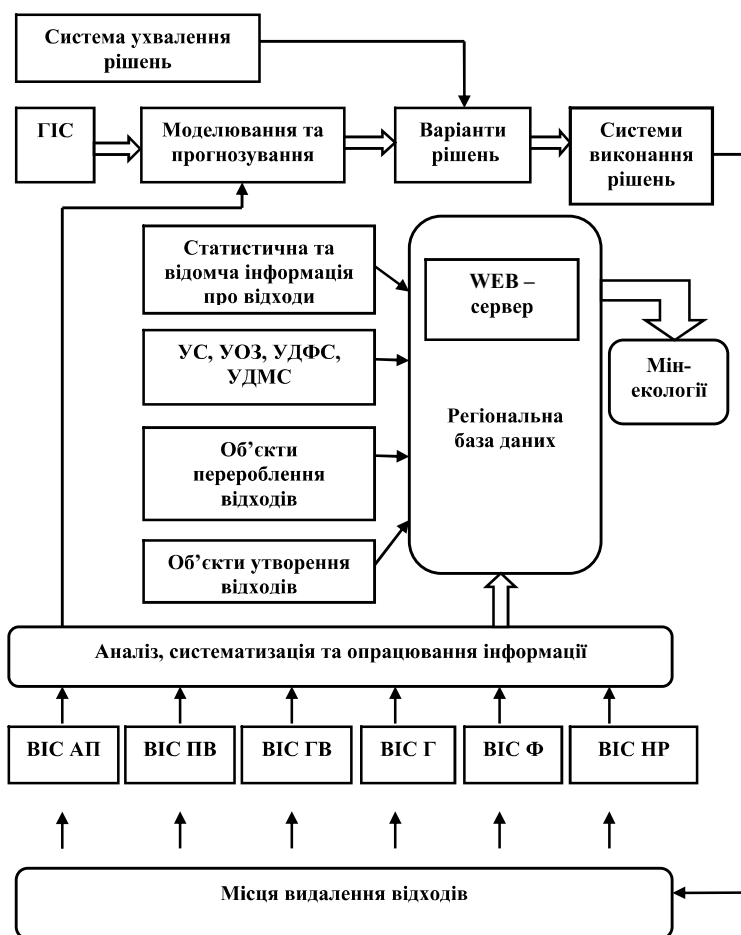 Система ухвалення
рішень
ГІС
Моделювання та
прогнозування
Варіанти
рішень
Системи
виконання
рішень
Статистична та
відомча інформація
про відходи
WEB –
сервер
УС, УОЗ, УДФС,
УДМС
Мін-
екології
Регіональна
база даних
Об’єкти
перероблення
відходів
Об’єкти утворення
відходів
Аналіз, систематизація та опрацювання інформації
ВІС АП
ВІС ПВ
ВІС ГВ
ВІС Г
ВІС Ф
ВІС НР
Місця видалення відходів